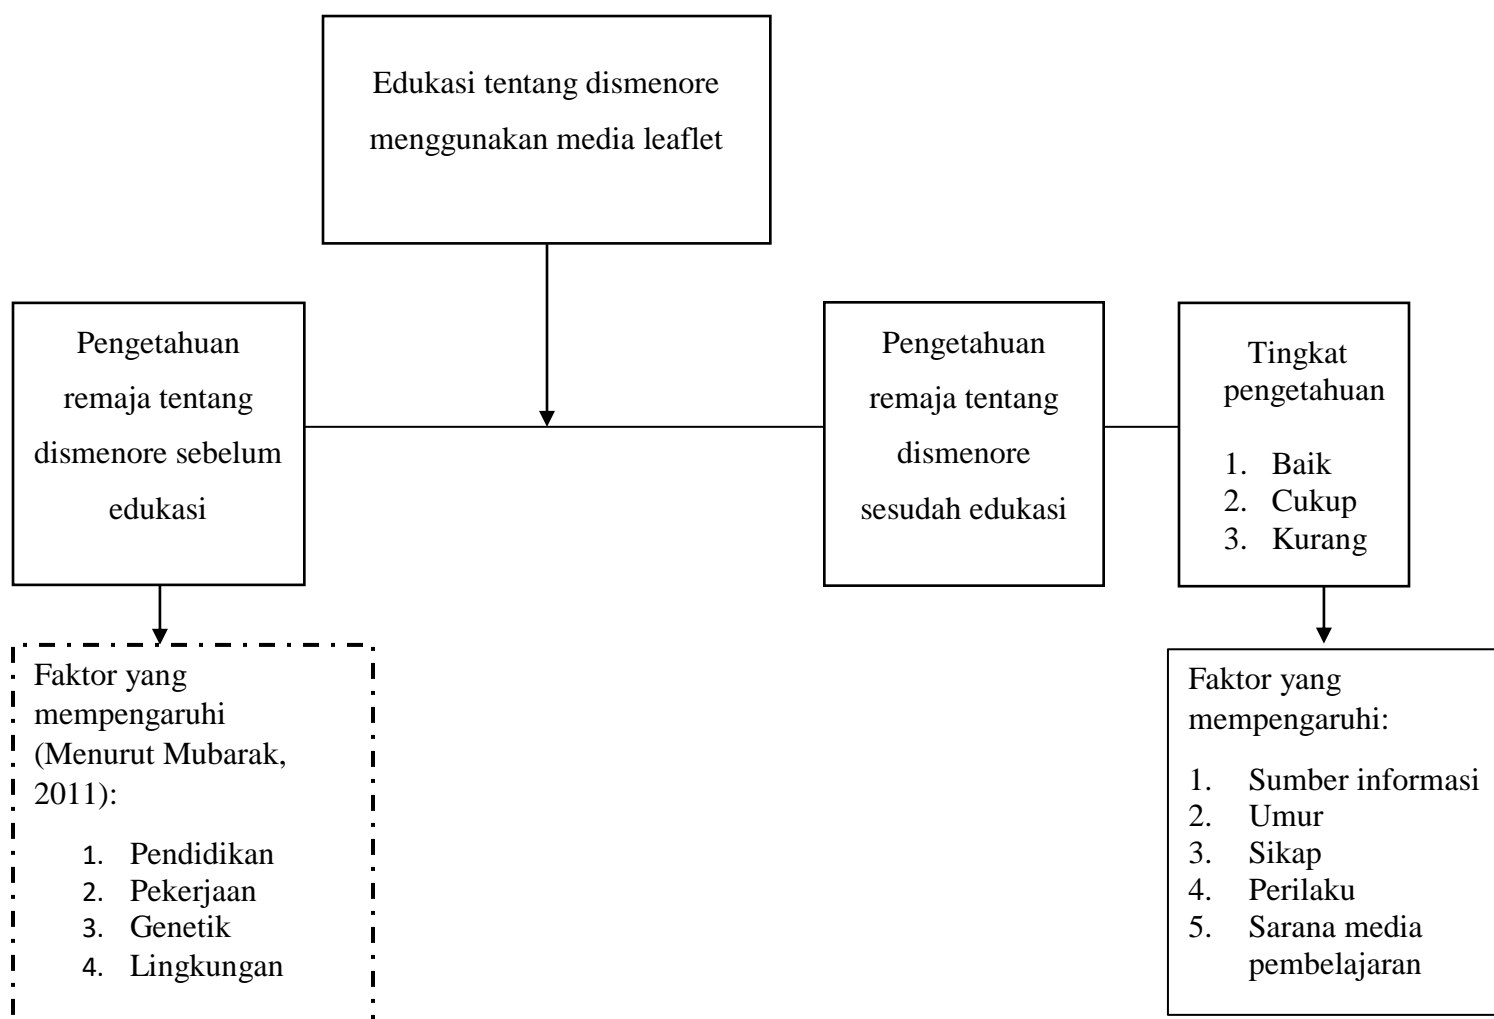 Edukasi tentang dismenore
menggunakan media leaflet
Pengetahuan
remaja tentang
dismenore sebelum
edukasi
Pengetahuan
remaja tentang
dismenore
sesudah edukasi
Tingkat
pengetahuan
1. Baik
2. Cukup
3. Kurang
Faktor yang
mempengaruhi
(Menurut Mubarak,
2011):
1. Pendidikan
2. Pekerjaan
3. Genetik
4. Lingkungan
Faktor yang
mempengaruhi:
1. Sumber informasi
2. Umur
3. Sikap
4. Perilaku
5. Sarana media
pembelajaran